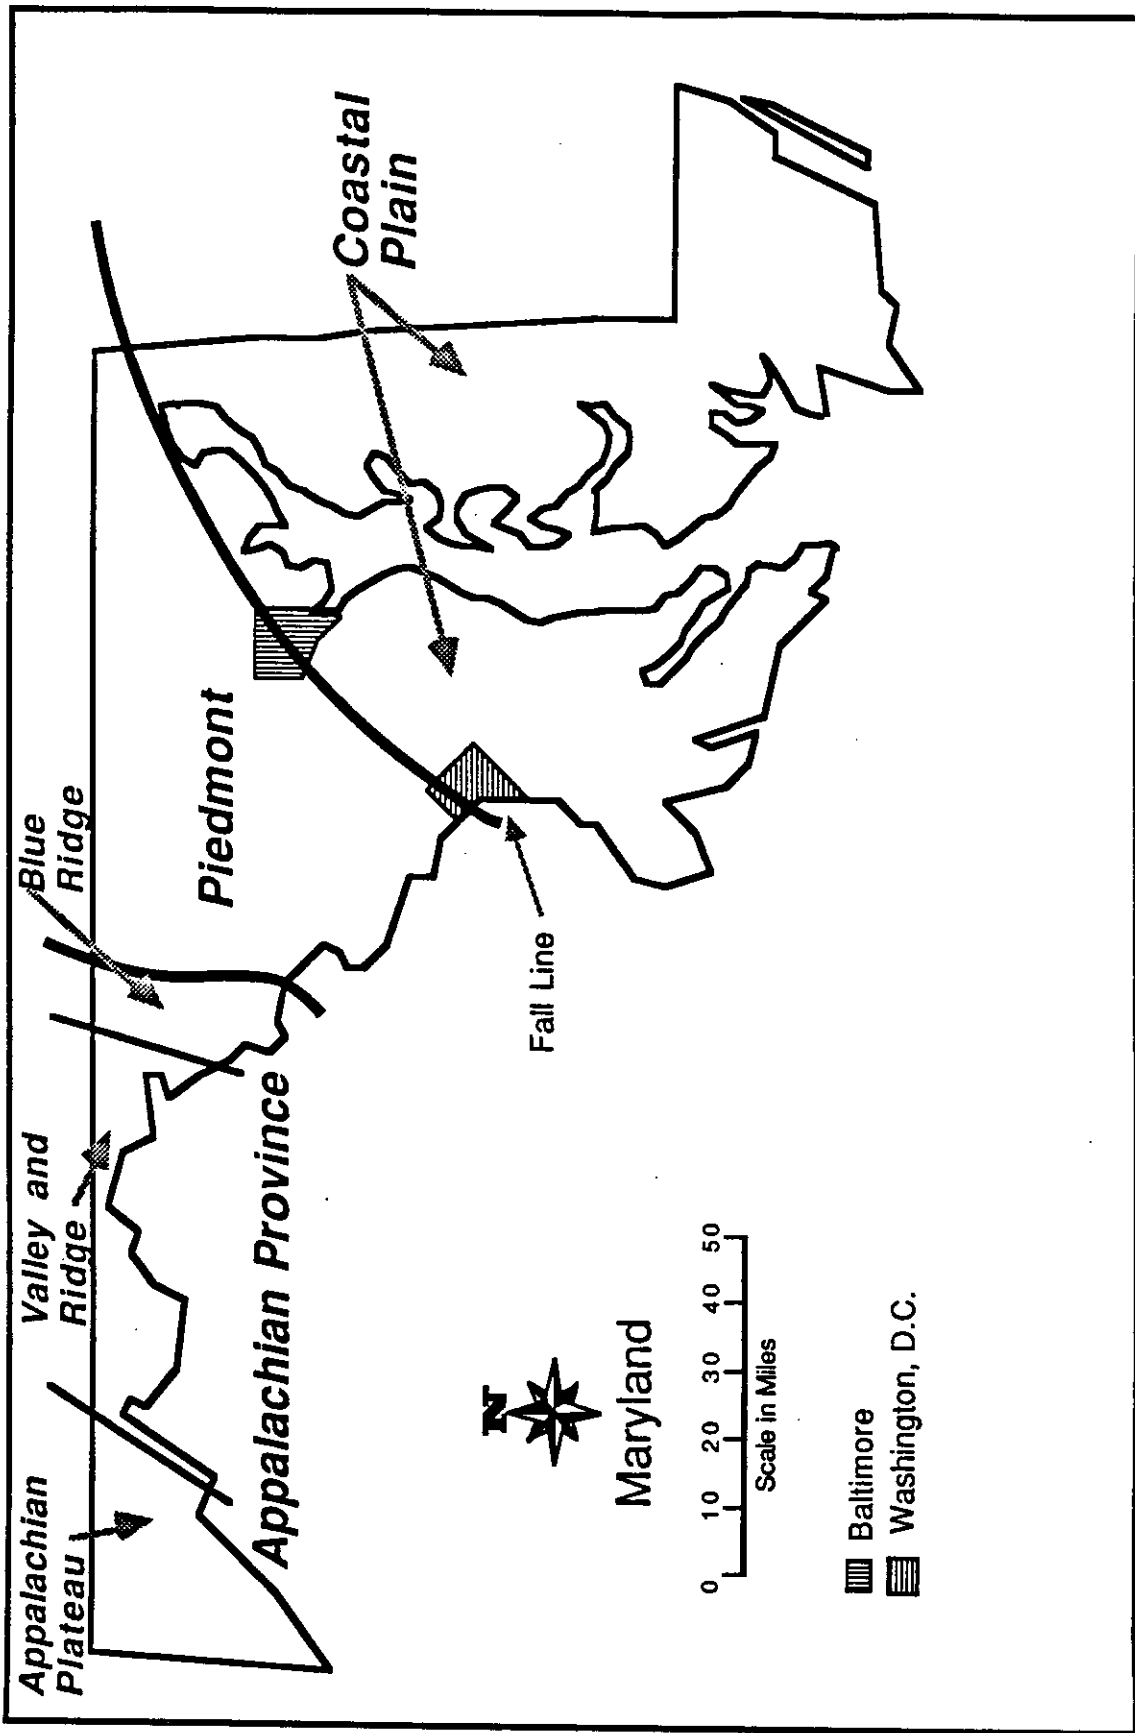 Appalachian
Plateau
Valley and
Ridge
Blue
Ridge
Piedmont
Coastal
Plain
Appalachian Province
Fall Line
N
Maryland
0 10 20 30 40 50
Scale in Miles
Baltimore
Washington, D.C.